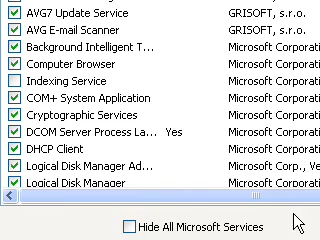 AVG7 Update Service GRISOFT, s.r.o.
AVG E-mail Scanner GRISOFT, s.r.o.
Background Intelligent T... Microsoft Corporati
Computer Browser Microsoft Corporati
Indexing Service Microsoft Corporati
COM+ System Application Microsoft Corporati
Cryptographic Services Microsoft Corporati
DCOM Server Process La... Yes Microsoft Corporati
DHCP Client Microsoft Corporati
Logical Disk Manager Ad... Microsoft Corp., Ve
Logical Disk Manager Microsoft Corporati
Hide All Microsoft Services